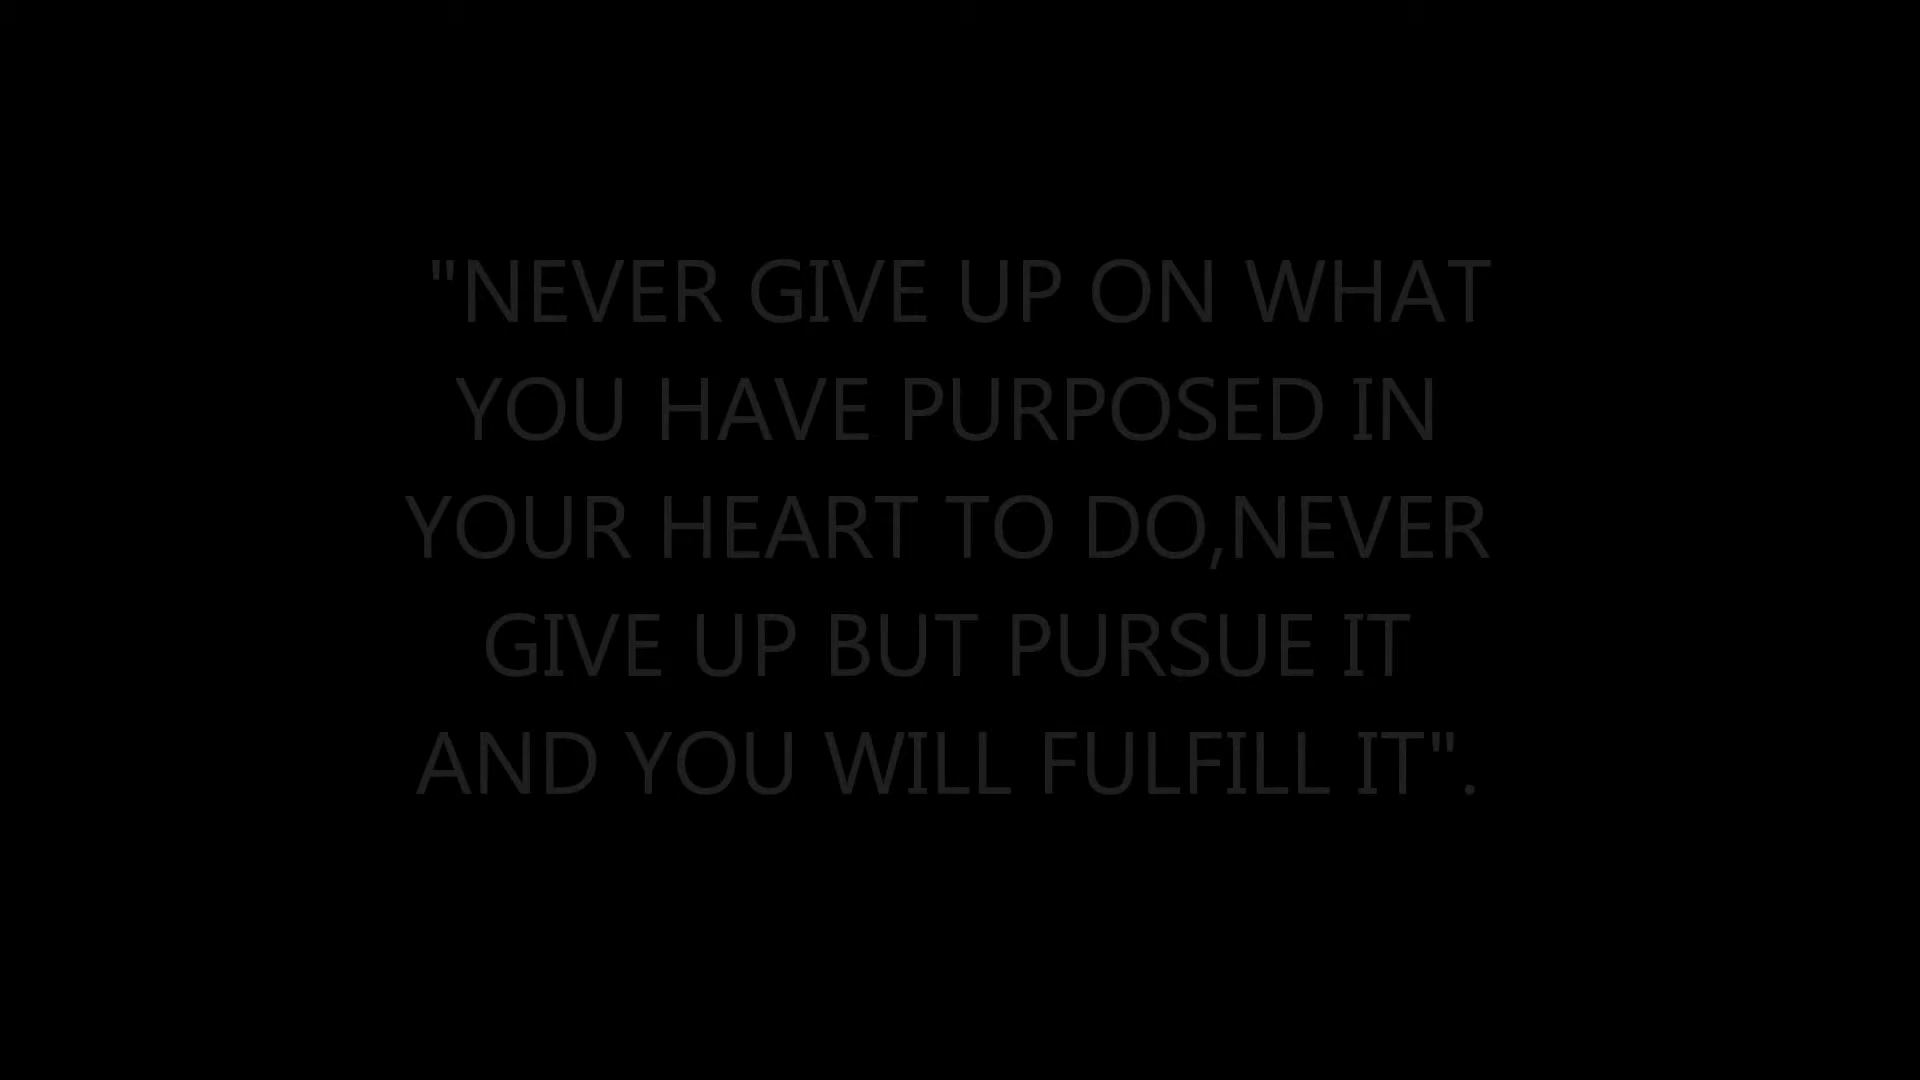 "NEVER GIVE UP ON WHAT
YOU HAVE PURPOSED IN
YOUR HEART TO DO,NEVER
GIVE UP BUT PURSUE IT
AND YOU WILL FULFILL IT".